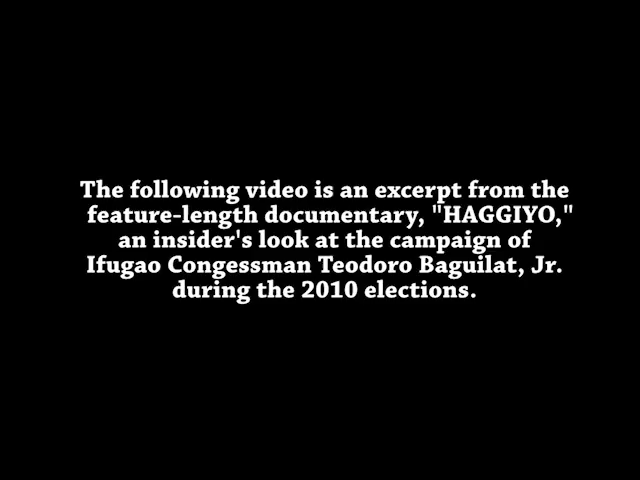 The following video is an excerpt from the
feature-length documentary, "HAGGIYO,"
an insider's look at the campaign of
Ifugao Congessman Teodoro Baguilat, Jr.
during the 2010 elections.